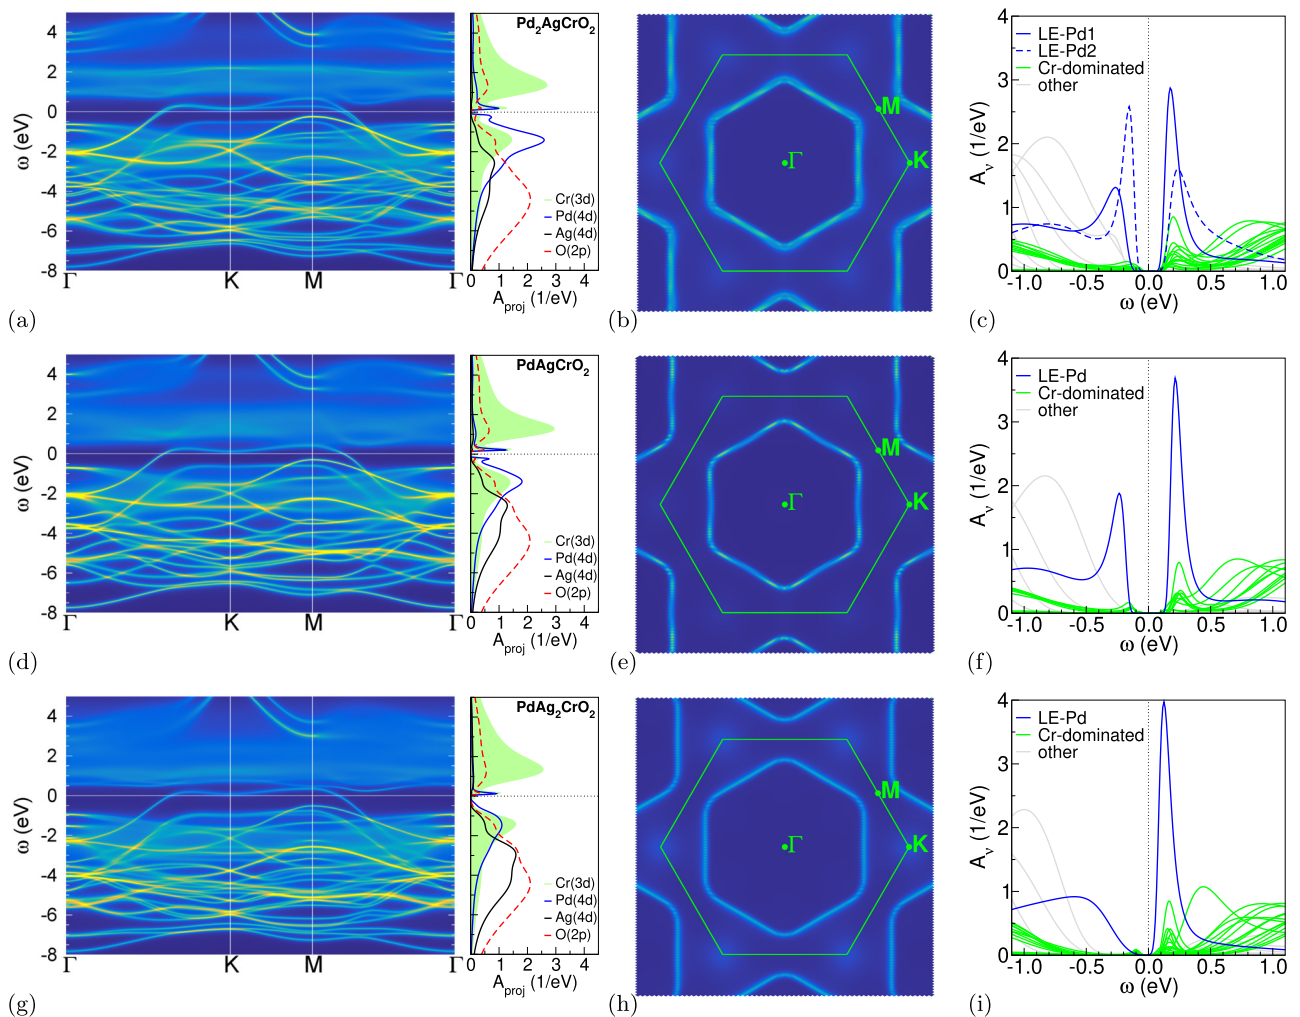 Pd2AgCrO2
4
2
0
-2
-4
-6
-8
ω (eV)
Γ K M Γ
Cr(3d)
Pd(4d)
Ag(4d)
O(2p)
0 1 2 3 4
Aproj (1/eV)
(a)
M
Γ
K
(b)
4
3
2
1
0
Aν (1/eV)
LE-Pd1
LE-Pd2
Cr-dominated
other
-1.0 -0.5 0.0 0.5 1.0
ω (eV)
(c)
PdAgCrO2
4
2
0
-2
-4
-6
-8
ω (eV)
Γ K M Γ
Cr(3d)
Pd(4d)
Ag(4d)
O(2p)
0 1 2 3 4
Aproj (1/eV)
(d)
M
Γ
K
(e)
4
3
2
1
0
Aν (1/eV)
LE-Pd
Cr-dominated
other
-1.0 -0.5 0.0 0.5 1.0
ω (eV)
(f)
PdAg2CrO2
4
2
0
-2
-4
-6
-8
ω (eV)
Γ K M Γ
Cr(3d)
Pd(4d)
Ag(4d)
O(2p)
0 1 2 3 4
Aproj (1/eV)
(g)
M
Γ
K
(h)
4
3
2
1
0
Aν (1/eV)
LE-Pd
Cr-dominated
other
-1.0 -0.5 0.0 0.5 1.0
ω (eV)
(i)